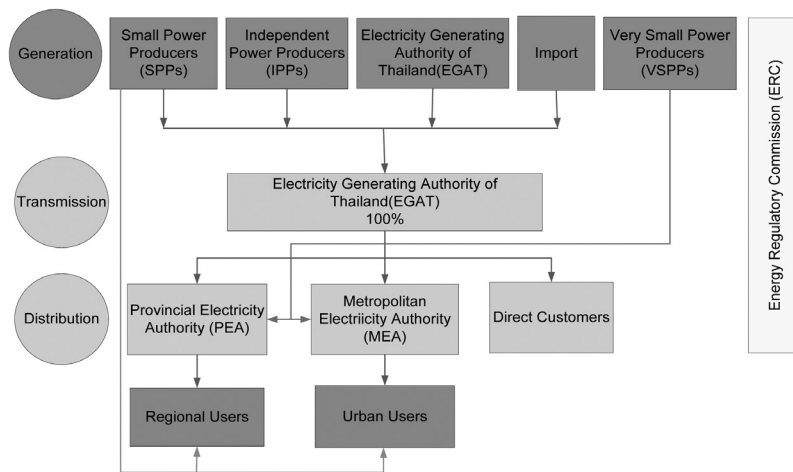 Generation
Small Power
Producers
(SPPs)
Independent
Power Producers
(IPPs)
Electricity Generating
Authority of
Thailand(EGAT)
Import
Very Small Power
Producers
(VSPPs)
Energy Regulatory Commission (ERC)
Transmission
Electricity Generating Authority of
Thailand(EGAT)
100%
Distribution
Provincial Electricity
Authority (PEA)
Metropolitan
Electriicity Authority
(MEA)
Direct Customers
Regional Users
Urban Users